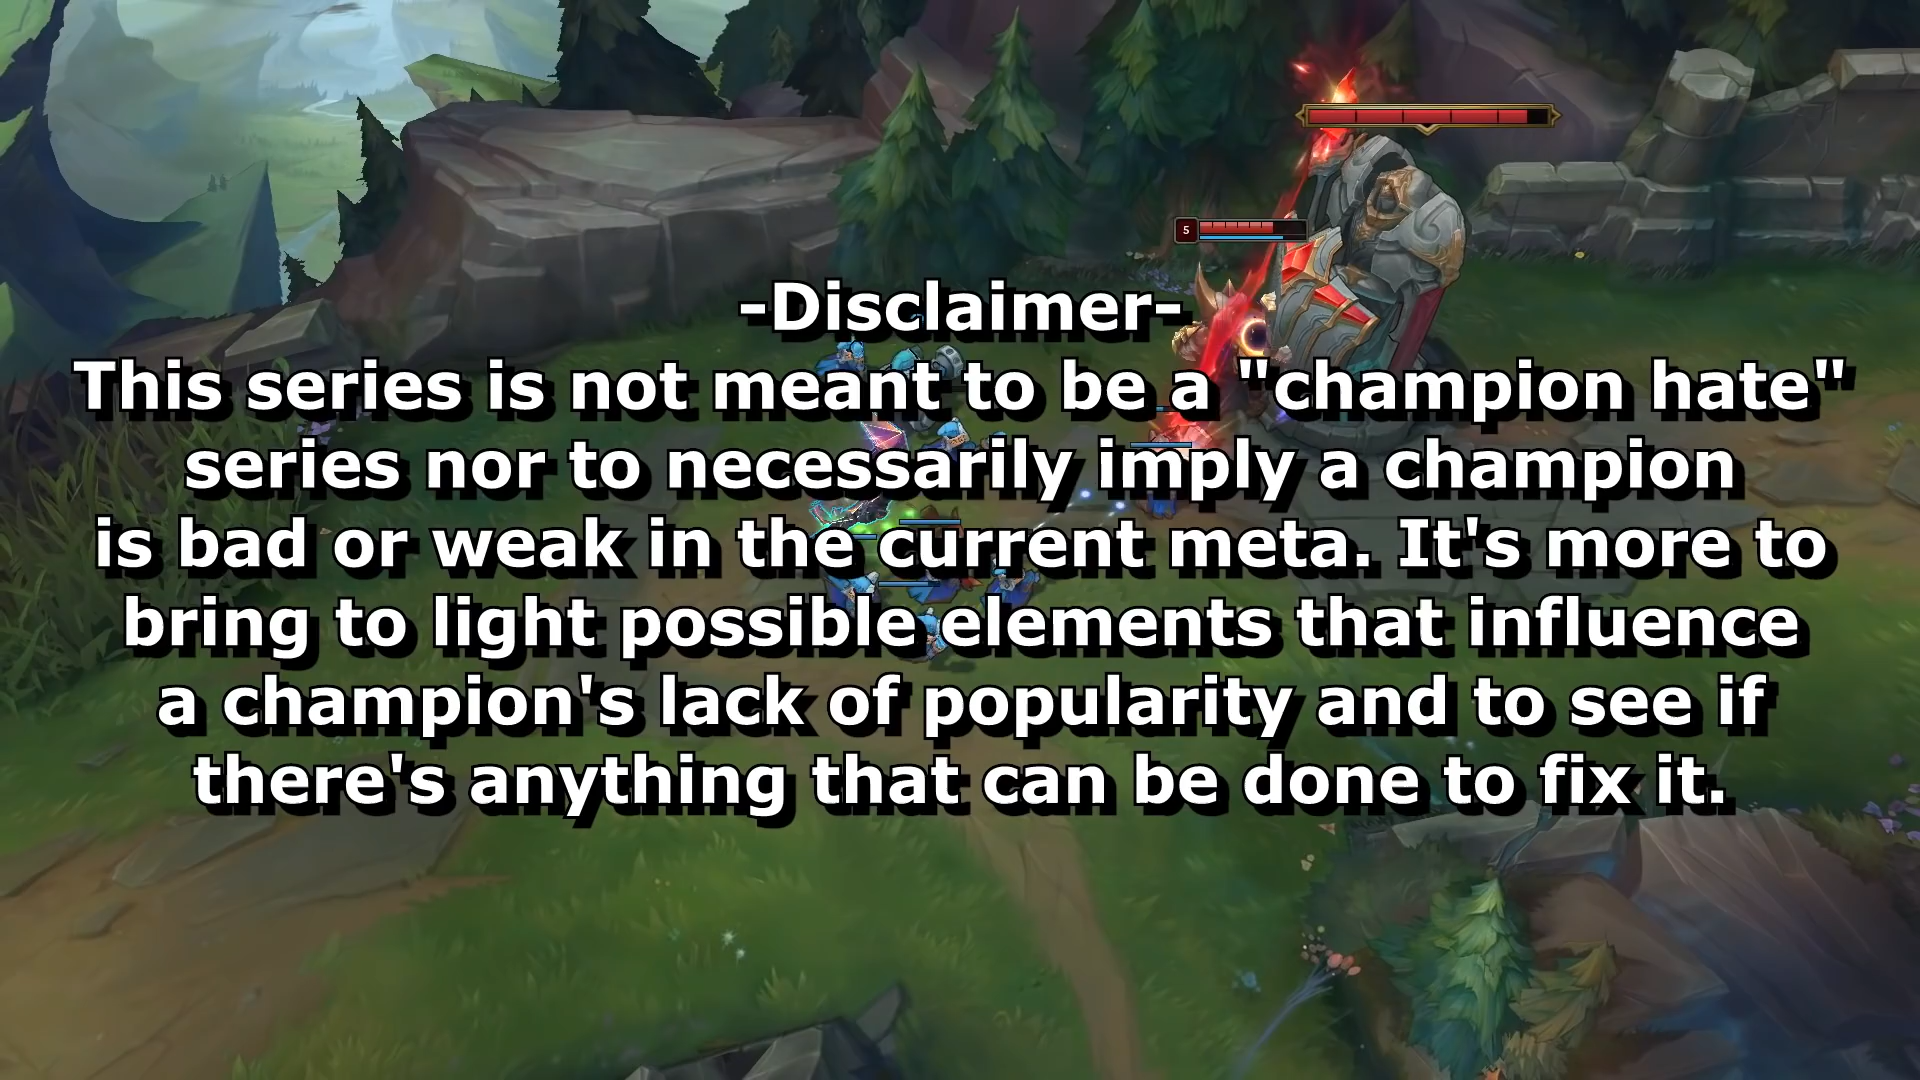 5
-Disclaimer-
This series is not meant to be a "champion hate"
series nor to necessarily imply a champion
is bad or weak in the current meta. It's more to
bring to light possible elements that influence
a champion's lack of popularity and to see if
there's anything that can be done to fix it.